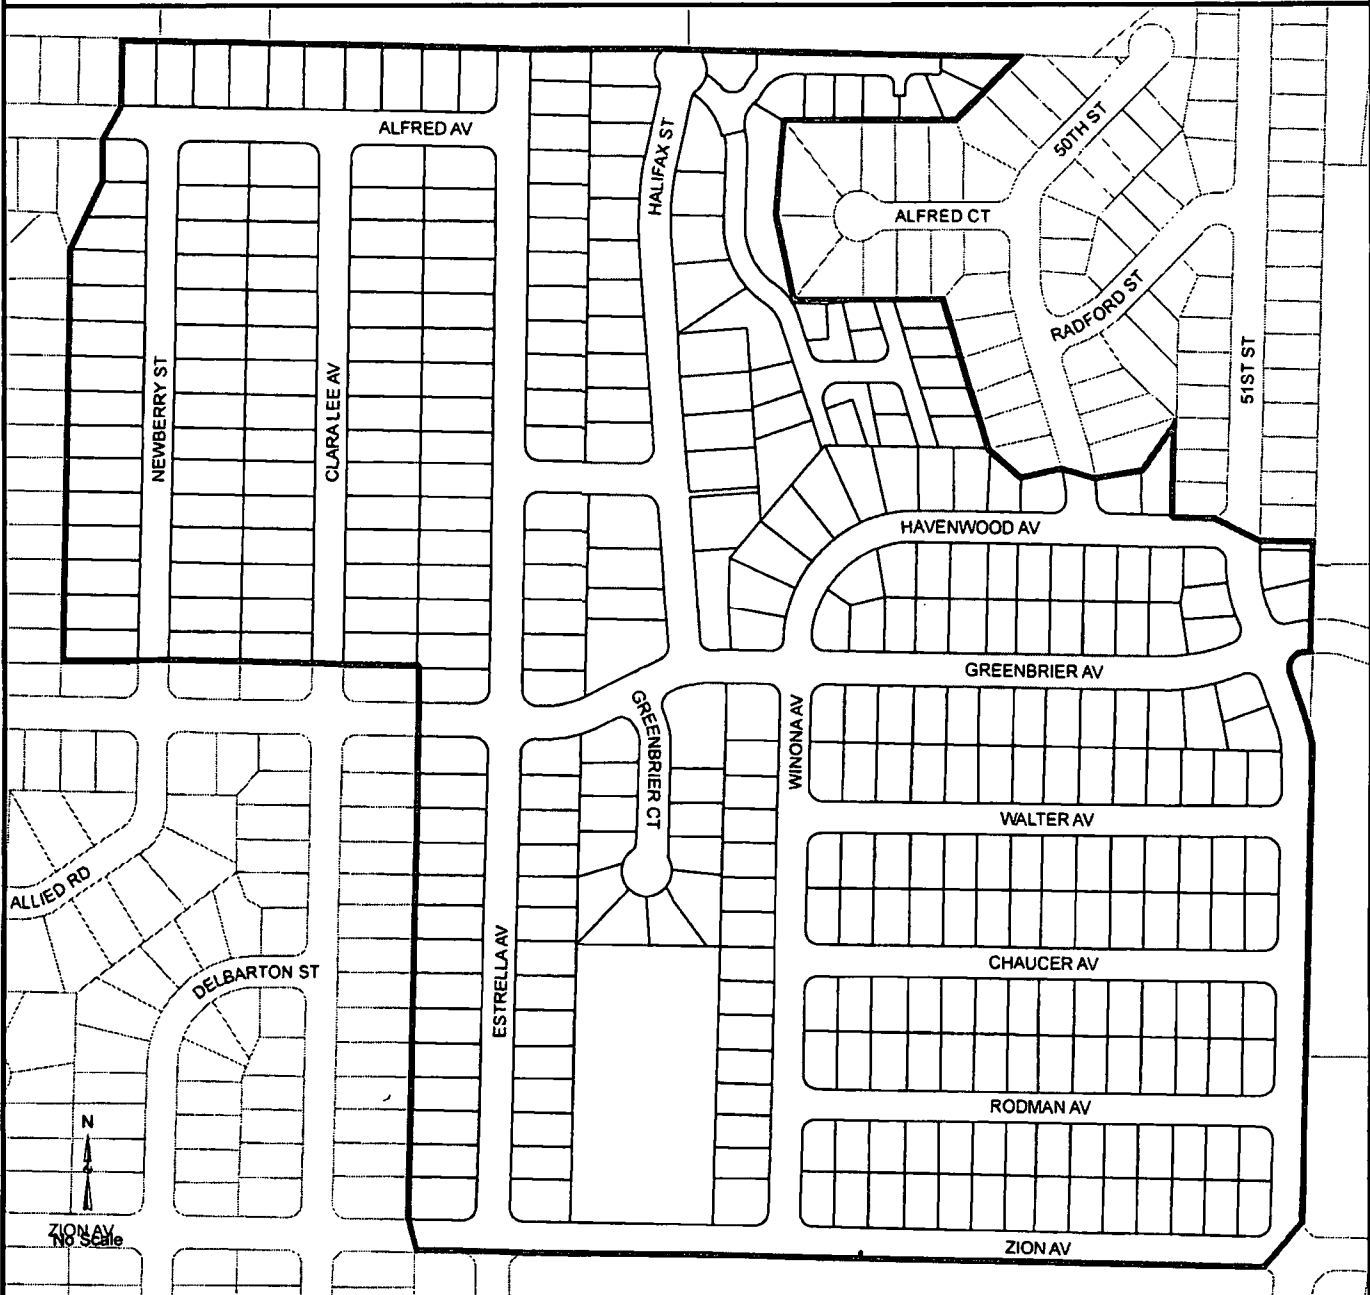 50TH ST
ALFRED AV
HALIFAX ST
ALFRED CT
RADFORD ST
51ST ST
NEWBERRY ST
CLARA LEE AV
HAVENWOOD AV
GREENBRIER AV
GREENBRIER CT
WINONA AV
WALTER AV
ALLIED RD
ESTRELLA AV
CHAUCER AV
DELBARTON ST
RODMAN AV
N
ZION AV
No Scale
ZION AV